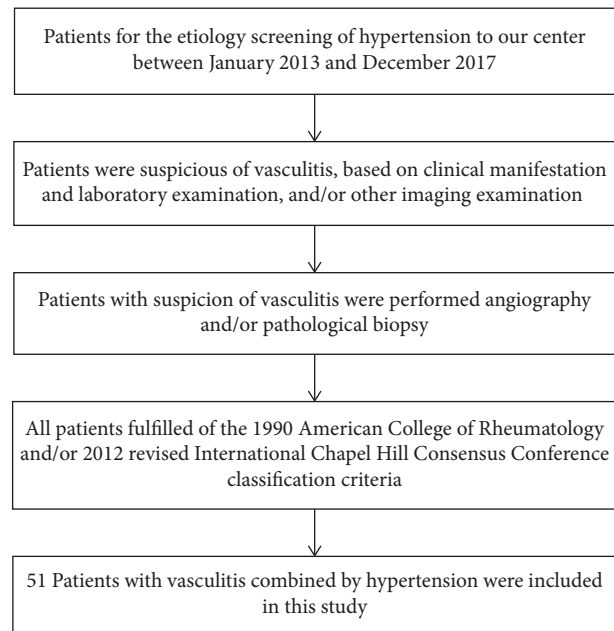 Patients for the etiology screening of hypertension to our center
between January 2013 and December 2017
Patients were suspicious of vasculitis, based on clinical manifestation
and laboratory examination, and/or other imaging examination
Patients with suspicion of vasculitis were performed angiography
and/or pathological biopsy
All patients fulfilled of the 1990 American College of Rheumatology
and/or 2012 revised International Chapel Hill Consensus Conference
classification criteria
51 Patients with vasculitis combined by hypertension were included
in this study